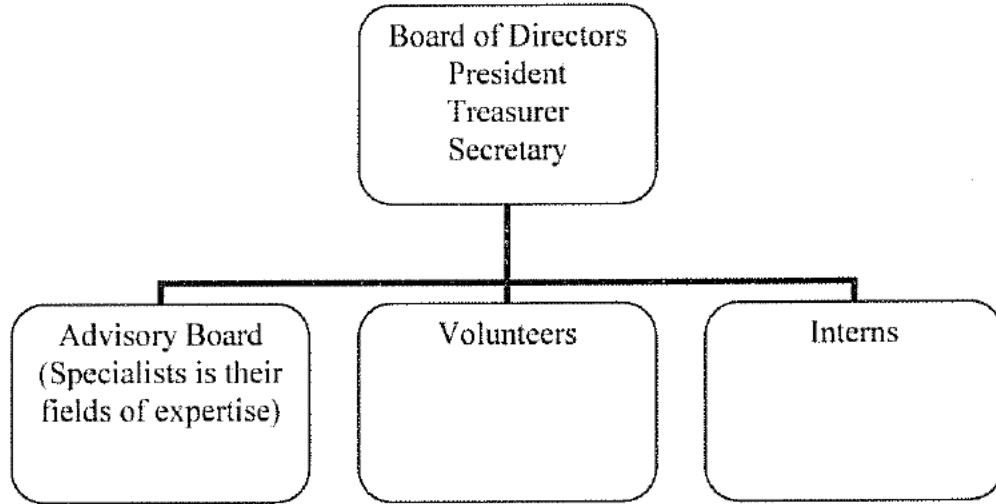 Board of Directors
President
Treasurer
Secretary
Advisory Board
(Specialists is their
fields of expertise)
Volunteers
Interns